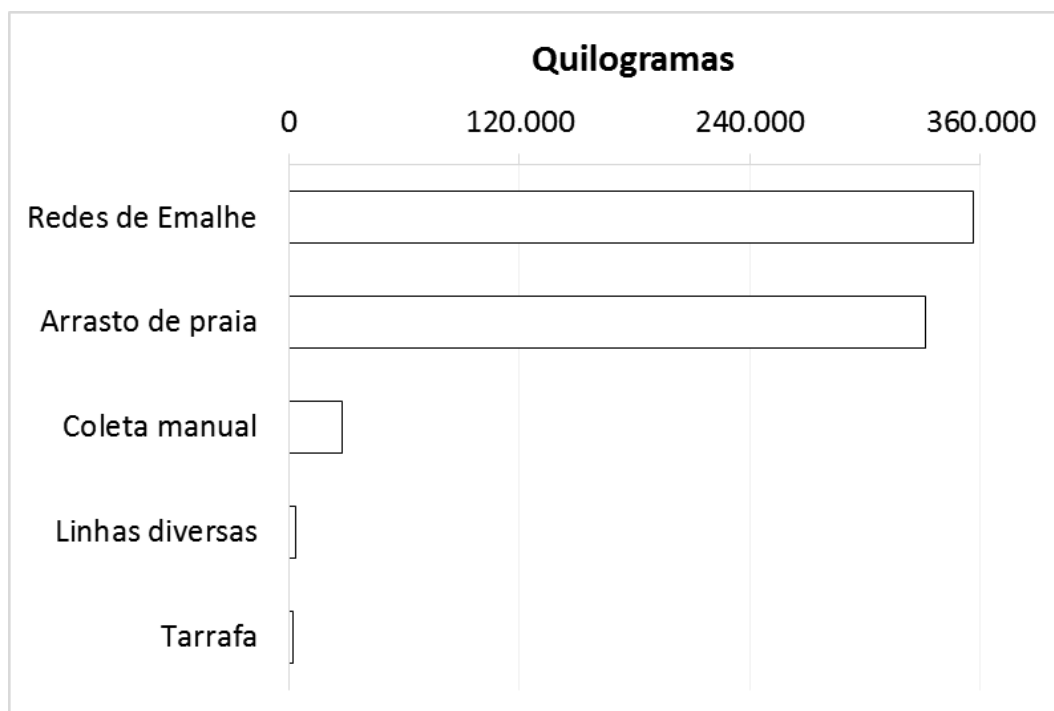 Quilogramas
0 120.000 240.000 360.000
Redes de Emalhe
Arrasto de praia
Coleta manual
Linhas diversas
Tarrafa